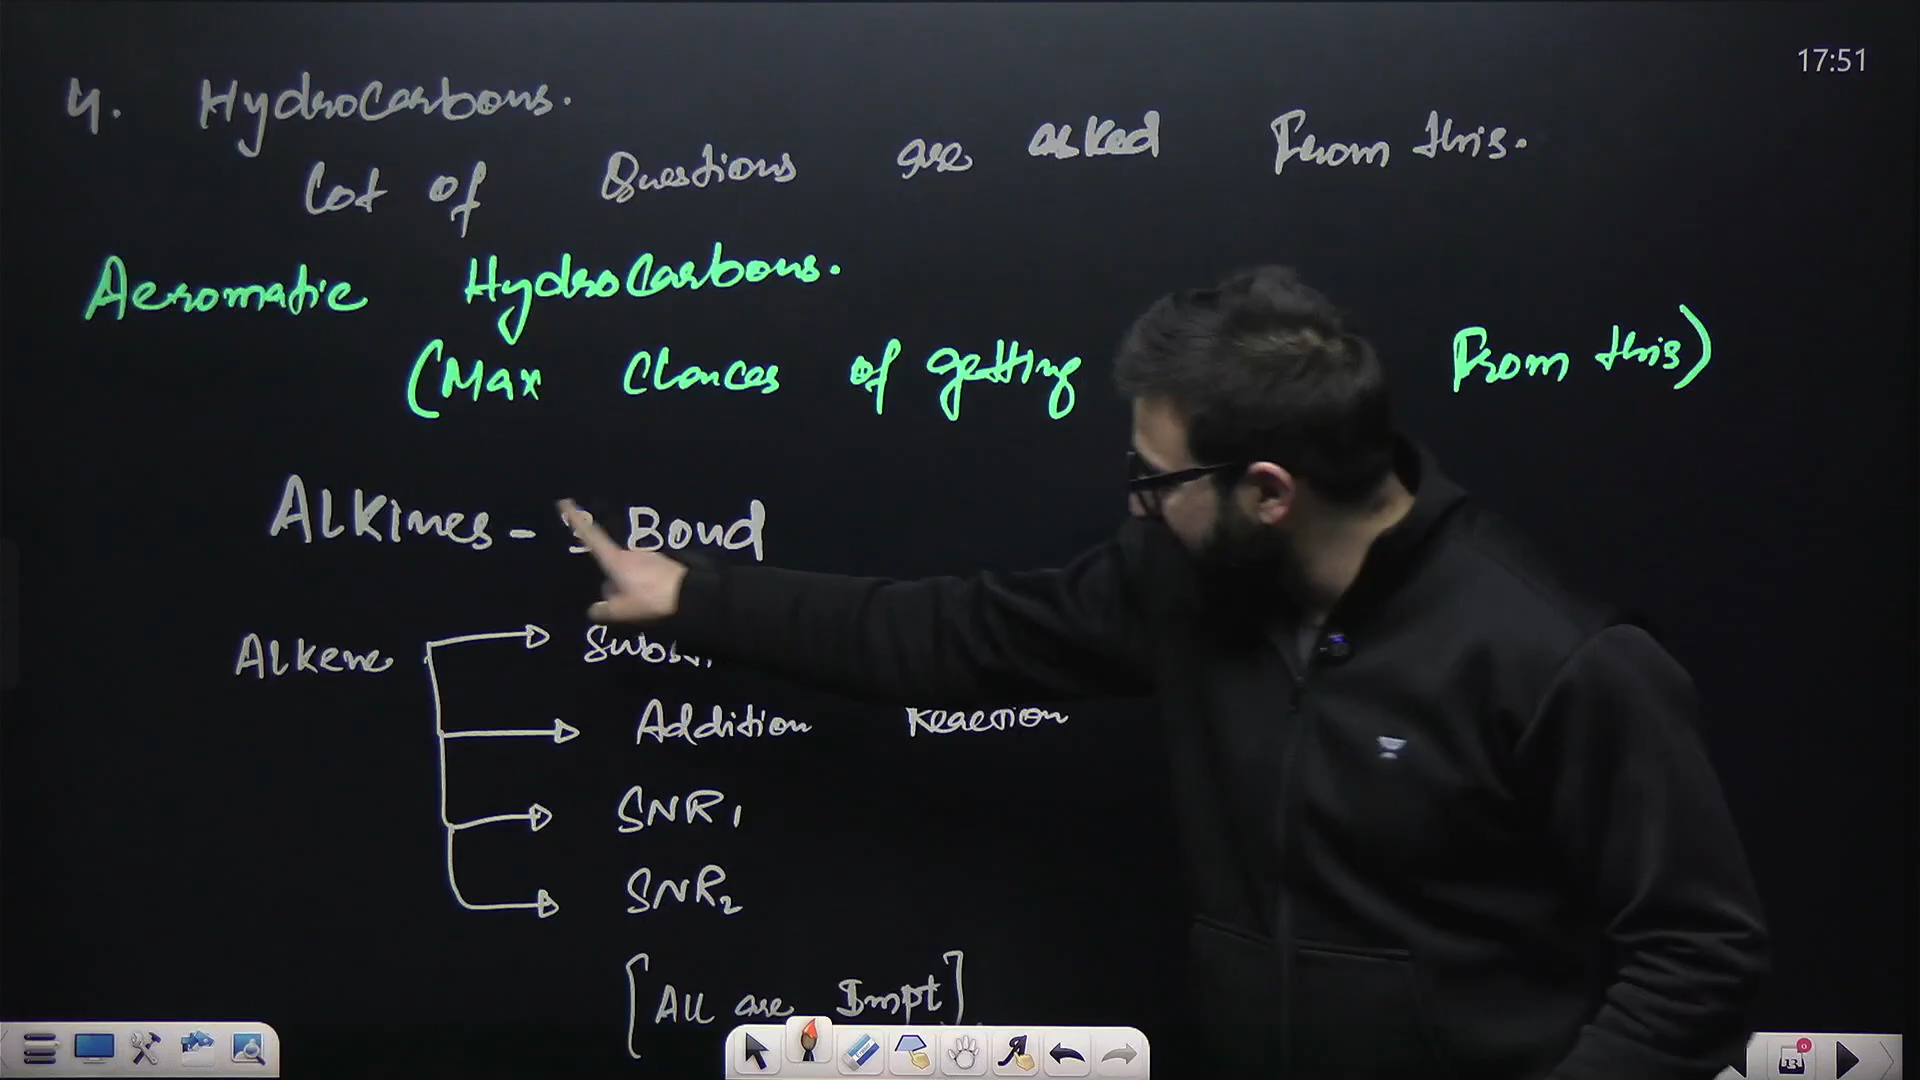 17:51
4. Hydrocarbons.
Lot of Questions are asked From this.
Aeromatic Hydrocarbons.
(Max Chances of getting From this)
ALKines - 3 Bond
ALKene
Addition Reaction
SNR1
SNR2
[All are Impt]